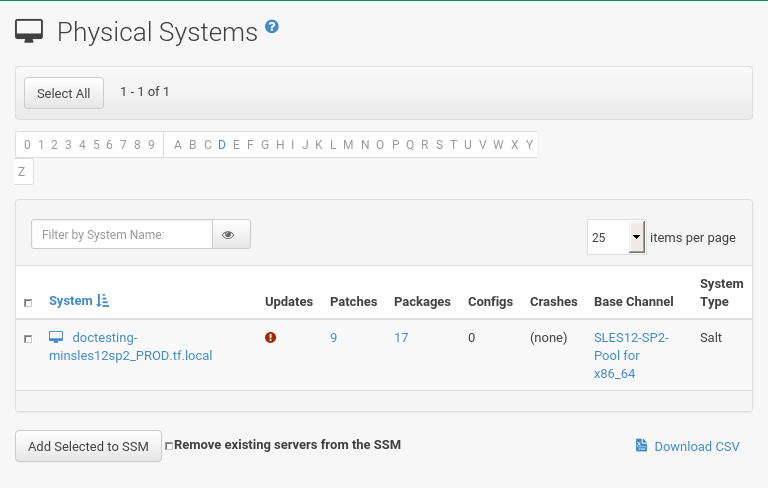 Physical Systems ?
Select All 1 - 1 of 1
0 1 2 3 4 5 6 7 8 9 A B C D E F G H I J K L M N O P Q R S T U V W X Y
Z
Filter by System Name: 25 items per page
System Updates Patches Packages Configs Crashes Base Channel System
Type
doctesting- 9 17 0 (none) SLES12-SP2- Salt
minsles12sp2_PROD.tf.local Pool for
x86_64
Add Selected to SSM Remove existing servers from the SSM Download CSV